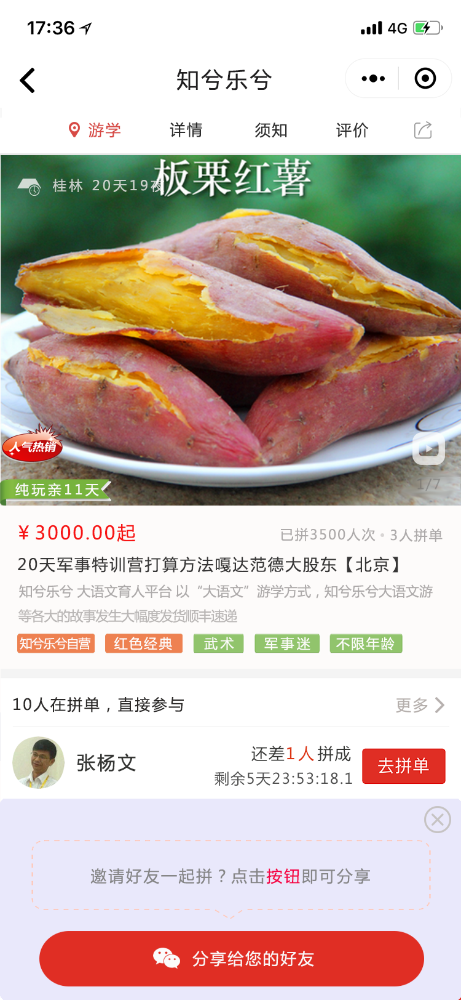 17:36
4G
知兮乐兮
游学 详情 须知 评价
板栗红薯
桂林 20天19夜
人气热销
纯玩亲11天
1/7
¥ 3000.00起
已拼3500人次 • 3人拼单
20天军事特训营打算方法嘎达范德大股东【北京】
知兮乐兮 大语文育人平台 以“大语文”游学方式，知兮乐兮大语文游
等各大的故事发生大幅度发货顺丰速递
知兮乐兮自营 红色经典 武术 军事迷 不限年龄
10人在拼单，直接参与
更多
张杨文
还差1人拼成
剩余5天23:53:18.1
去拼单
邀请好友一起拼？点击按钮即可分享
分享给您的好友